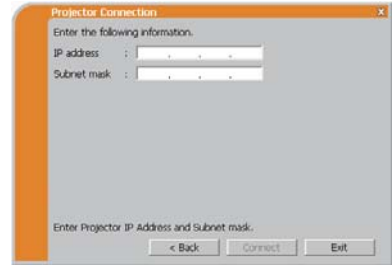 Projector Connection x
Enter the following information.
IP address : . . .
Subnet mask : . . .
Enter Projector IP Address and Subnet mask.
< Back Connect Exit